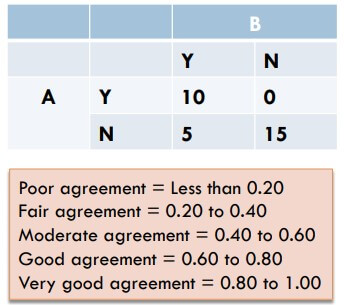 B
Y N
A Y 10 0
N 5 15
Poor agreement = Less than 0.20
Fair agreement = 0.20 to 0.40
Moderate agreement = 0.40 to 0.60
Good agreement = 0.60 to 0.80
Very good agreement = 0.80 to 1.00